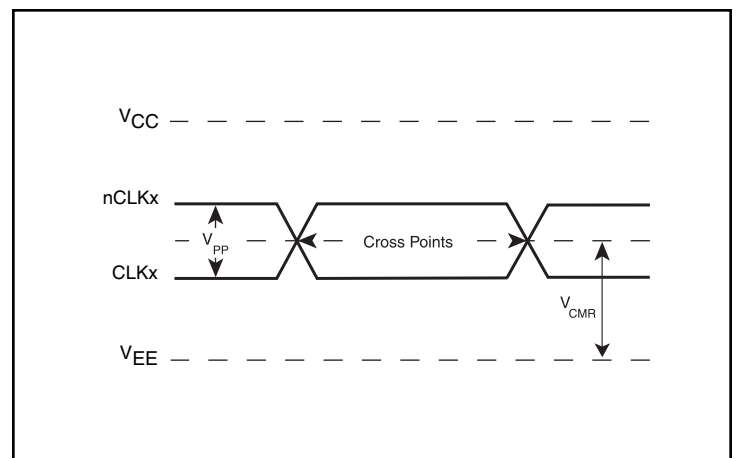 VCC
nCLKx
VPP
Cross Points
CLKx
VCMR
VEE